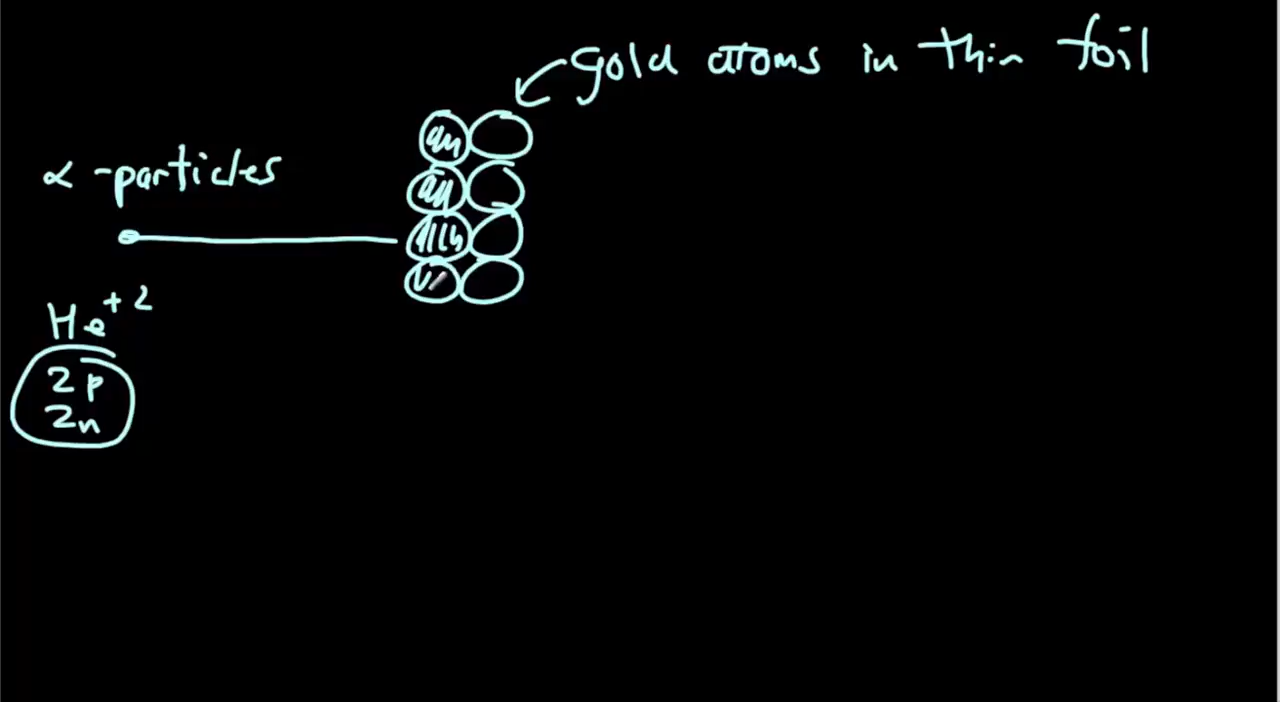 gold atoms in thin foil
α-particles
He+2
2p
2n